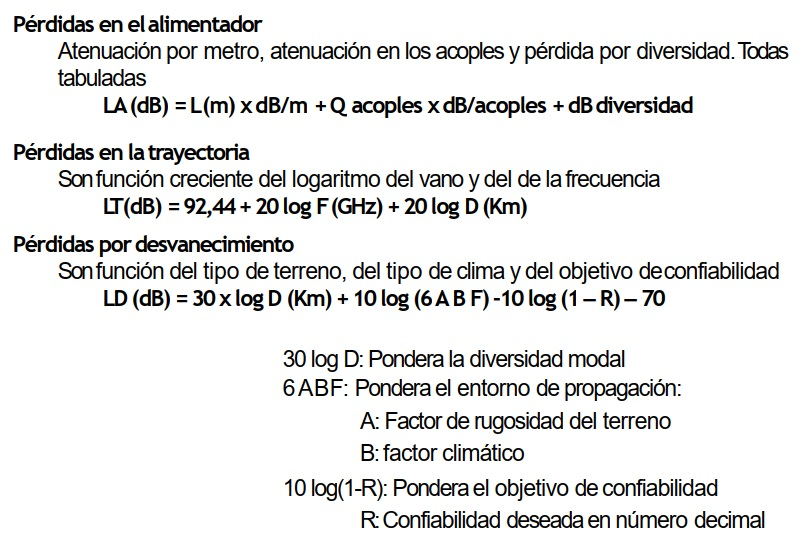 Pérdidas en el alimentador
Atenuación por metro, atenuación en los acoples y pérdida por diversidad. Todas
tabuladas
LA (dB) = L(m) x dB/m + Q acoples x dB/acoples + dB diversidad
Pérdidas en la trayectoria
Son función creciente del logaritmo del vano y del de la frecuencia
LT(dB) = 92,44 + 20 log F (GHz) + 20 log D (Km)
Pérdidas por desvanecimiento
Son función del tipo de terreno, del tipo de clima y del objetivo de confiabilidad
LD (dB) = 30 x log D (Km) + 10 log (6 A B F) -10 log (1 – R) – 70
30 log D: Pondera la diversidad modal
6 ABF: Pondera el entorno de propagación:
A: Factor de rugosidad del terreno
B: factor climático
10 log(1-R): Pondera el objetivo de confiabilidad
R: Confiabilidad deseada en número decimal